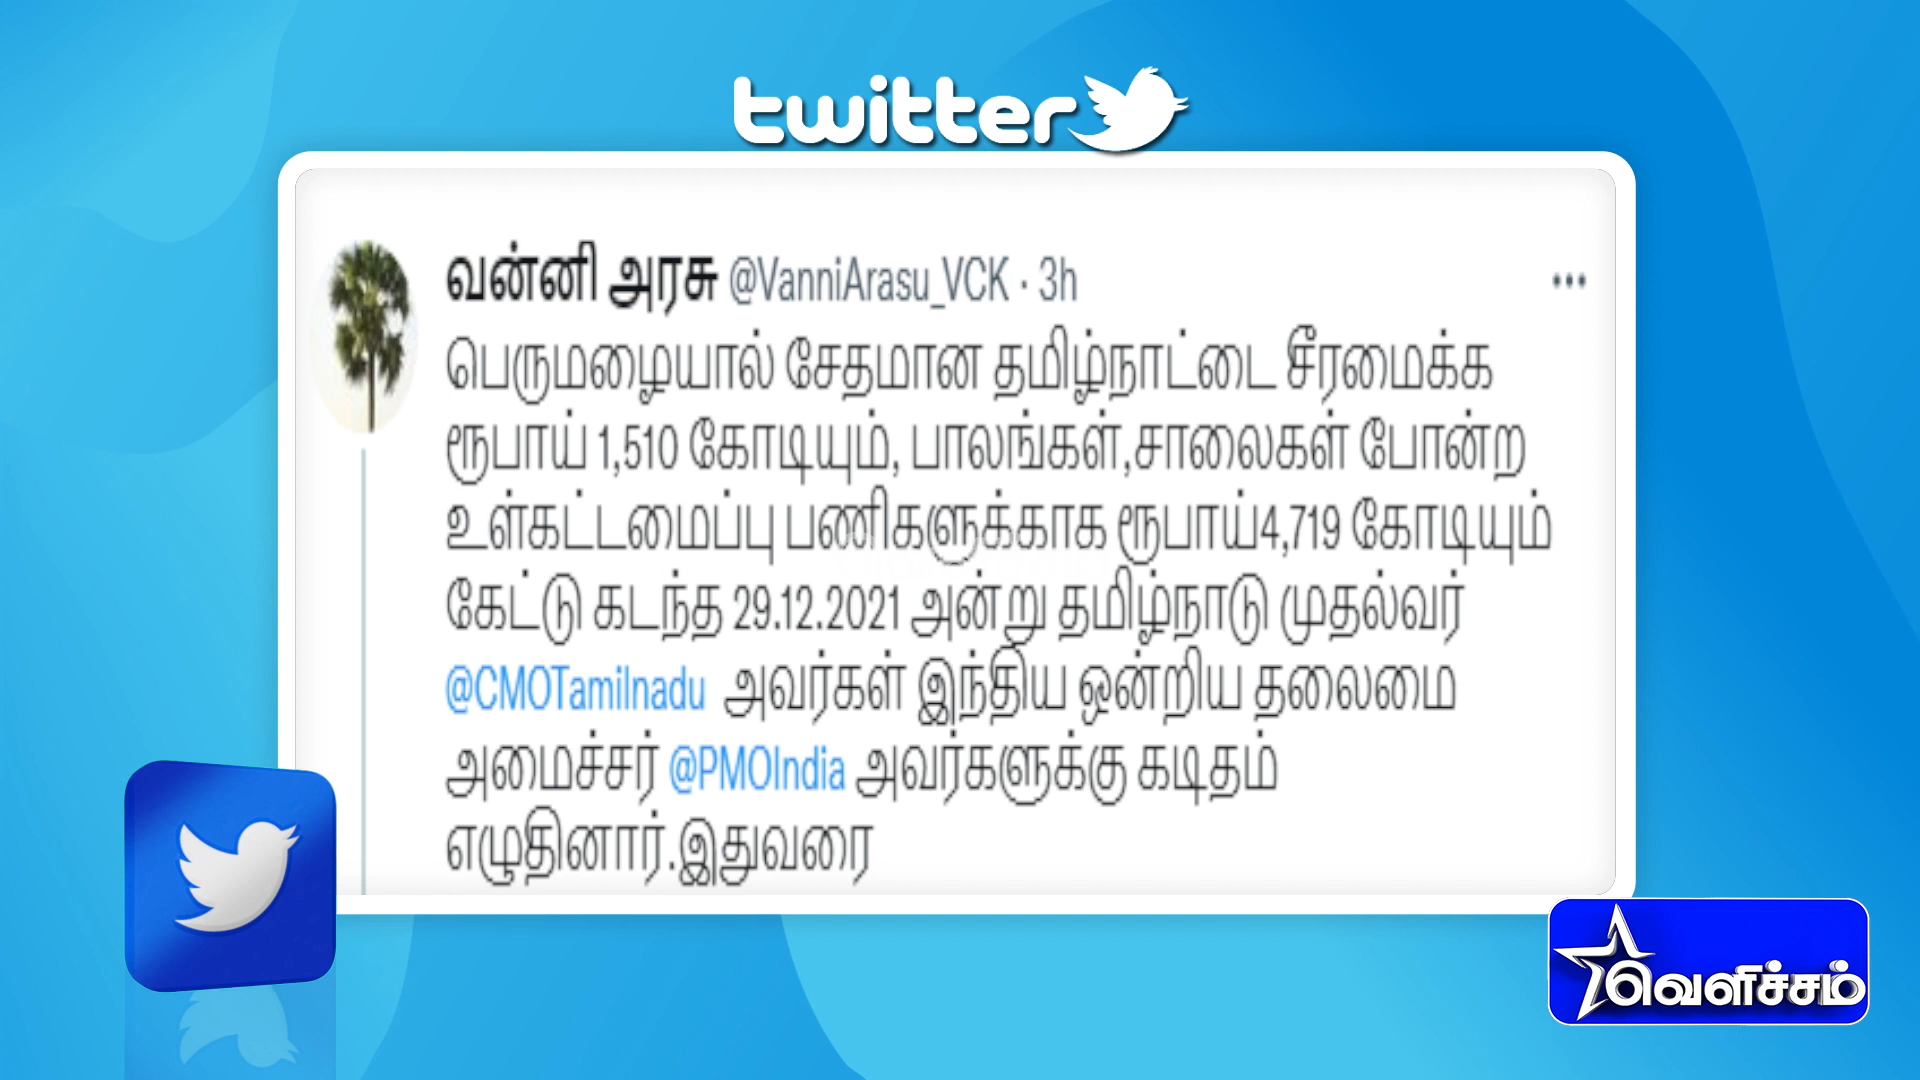 twitter
வன்னி அரசு @VanniArasu_VCK · 3h
பெருமழையால் சேதமான தமிழ்நாட்டை சீரமைக்க
ரூபாய் 1,510 கோடியும், பாலங்கள்,சாலைகள் போன்ற
உள்கட்டமைப்பு பணிகளுக்காக ரூபாய்4,719 கோடியும்
கேட்டு கடந்த 29.12.2021 அன்று தமிழ்நாடு முதல்வர்
@CMOTamilnadu அவர்கள் இந்திய ஒன்றிய தலைமை
அமைச்சர் @PMOIndia அவர்களுக்கு கடிதம்
எழுதினார்.இதுவரை
வெளிச்சம்